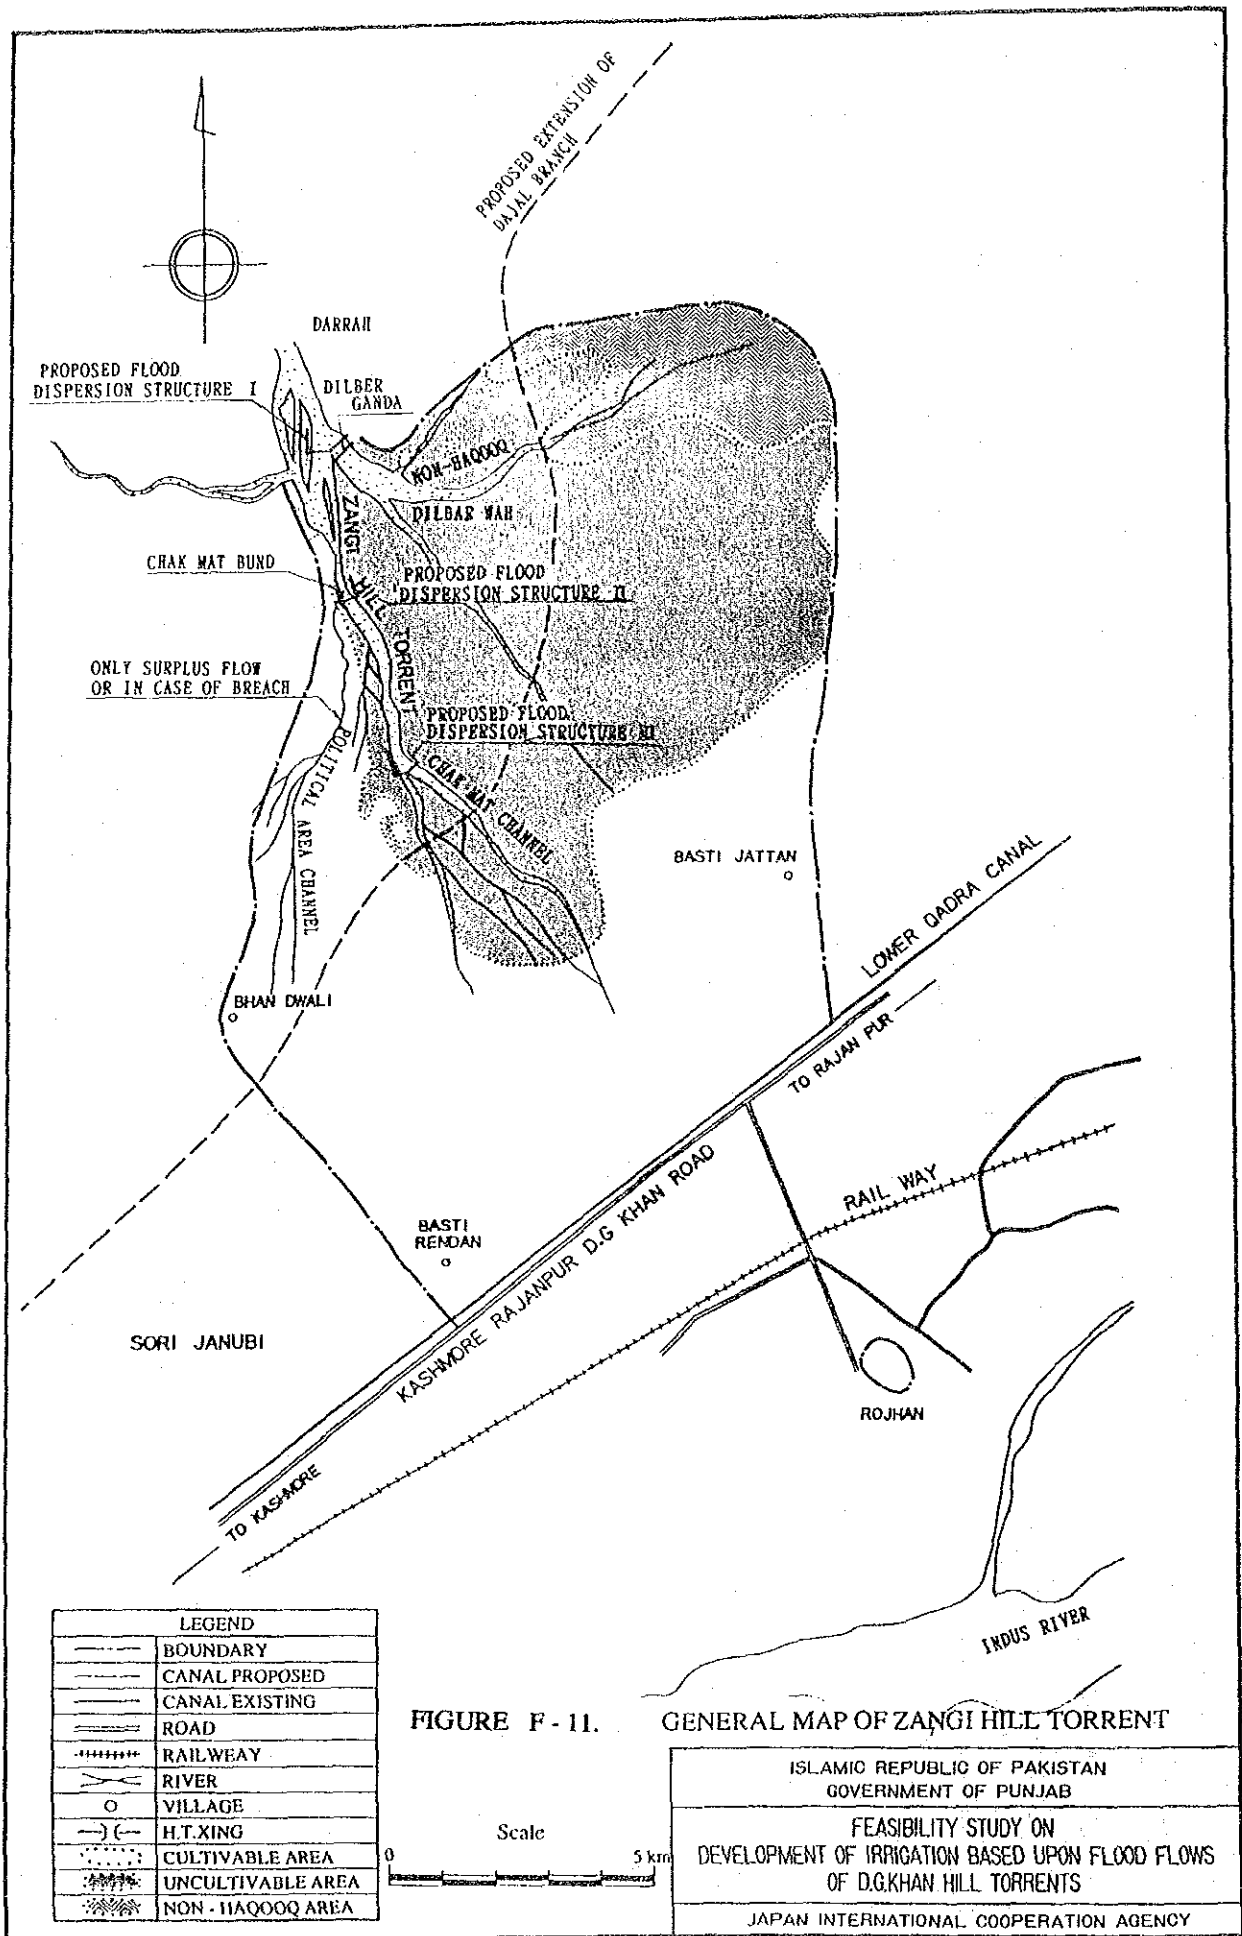 PROPOSED EXTENSION OF
DAJAL BRANCH
DARRAH
PROPOSED FLOOD
DISPERSION STRUCTURE I
DILBER
GANDA
NON-HAQOOQ
DILBAR WAH
ZANGI HILL TORRENT
CHAK MAT BUND
PROPOSED FLOOD
DISPERSION STRUCTURE II
ONLY SURPLUS FLOW
OR IN CASE OF BREACH
PROPOSED FLOOD
DISPERSION STRUCTURE III
CHAK MAT CHANNEL
POLITICAL AREA CHANNEL
BASTI JATTAN
LOWER QADRA CANAL
BHAN DWALI
TO RAJAN PUR
RAIL WAY
BASTI
RENDAN
KASHMORE RAJANPUR D.G KHAN ROAD
SORI JANUBI
ROJHAN
TO KASHMORE
INDUS RIVER
LEGEND
BOUNDARY
CANAL PROPOSED
CANAL EXISTING
ROAD
RAILWEAY
RIVER
VILLAGE
H.T.XING
CULTIVABLE AREA
UNCULTIVABLE AREA
NON - HAQOOQ AREA
FIGURE F - 11. GENERAL MAP OF ZANGI HILL TORRENT
Scale
0 5 km
ISLAMIC REPUBLIC OF PAKISTAN
GOVERNMENT OF PUNJAB
FEASIBILITY STUDY ON
DEVELOPMENT OF IRRIGATION BASED UPON FLOOD FLOWS
OF D.G.KHAN HILL TORRENTS
JAPAN INTERNATIONAL COOPERATION AGENCY